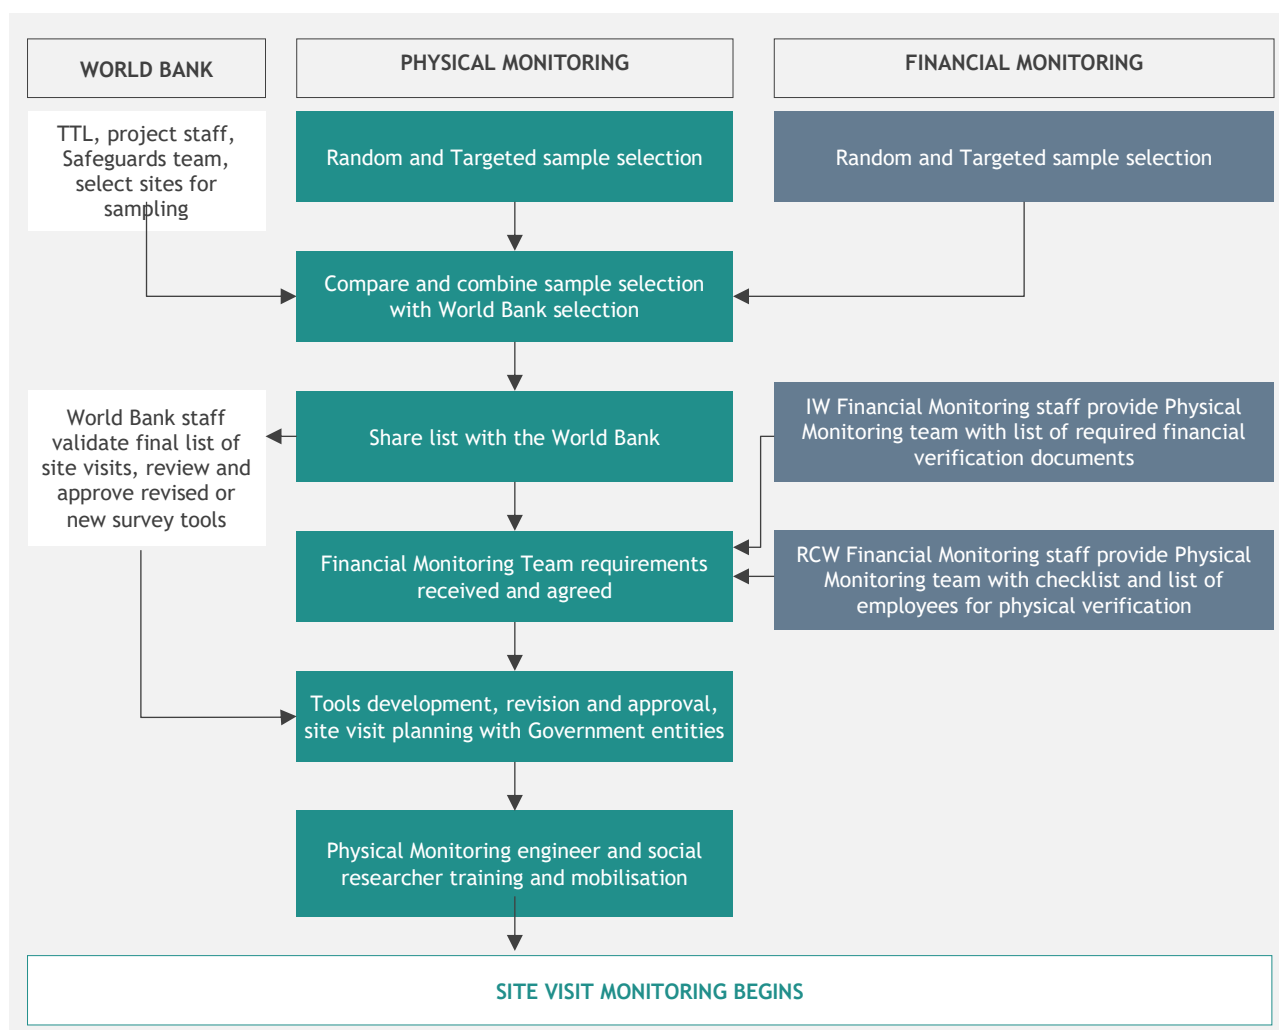 WORLD BANK
PHYSICAL MONITORING
FINANCIAL MONITORING
TTL, project staff,
Safeguards team,
select sites for
sampling
Random and Targeted sample selection
Random and Targeted sample selection
Compare and combine sample selection
with World Bank selection
World Bank staff
validate final list of
site visits, review and
approve revised or
new survey tools
Share list with the World Bank
IW Financial Monitoring staff provide Physical
Monitoring team with list of required financial
verification documents
Financial Monitoring Team requirements
received and agreed
RCW Financial Monitoring staff provide Physical
Monitoring team with checklist and list of
employees for physical verification
Tools development, revision and approval,
site visit planning with Government entities
Physical Monitoring engineer and social
researcher training and mobilisation
SITE VISIT MONITORING BEGINS